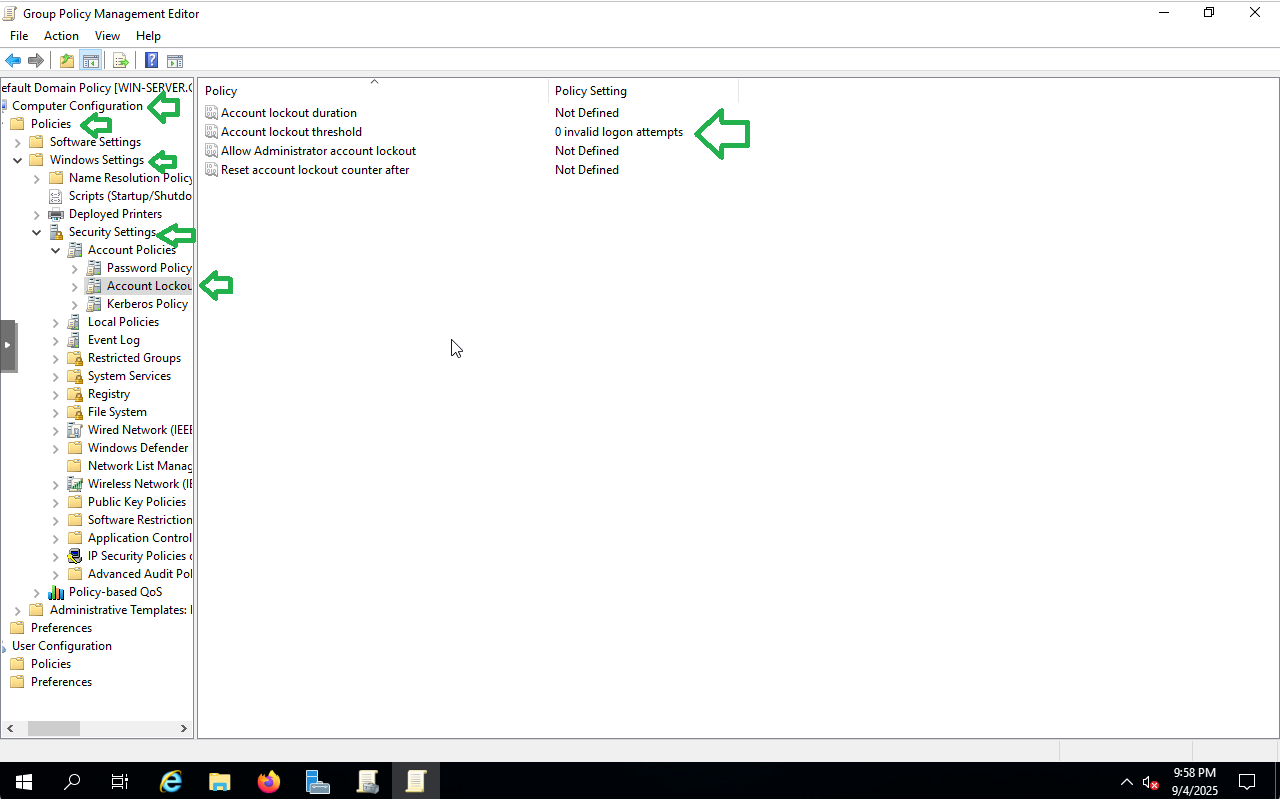 Group Policy Management Editor
File Action View Help
efault Domain Policy [WIN-SERVER.
Computer Configuration
Policies
Software Settings
Windows Settings
Name Resolution Policy
Scripts (Startup/Shutdo
Deployed Printers
Security Settings
Account Policies
Password Policy
Account Lockou
Kerberos Policy
Local Policies
Event Log
Restricted Groups
System Services
Registry
File System
Wired Network (IEEE
Windows Defender
Network List Manag
Wireless Network (IE
Public Key Policies
Software Restriction
Application Control
IP Security Policies
Advanced Audit Pol
Policy-based QoS
Administrative Templates:
Preferences
User Configuration
Policies
Preferences
Policy Policy Setting
Account lockout duration Not Defined
Account lockout threshold 0 invalid logon attempts
Allow Administrator account lockout Not Defined
Reset account lockout counter after Not Defined
9:58 PM
9/4/2025